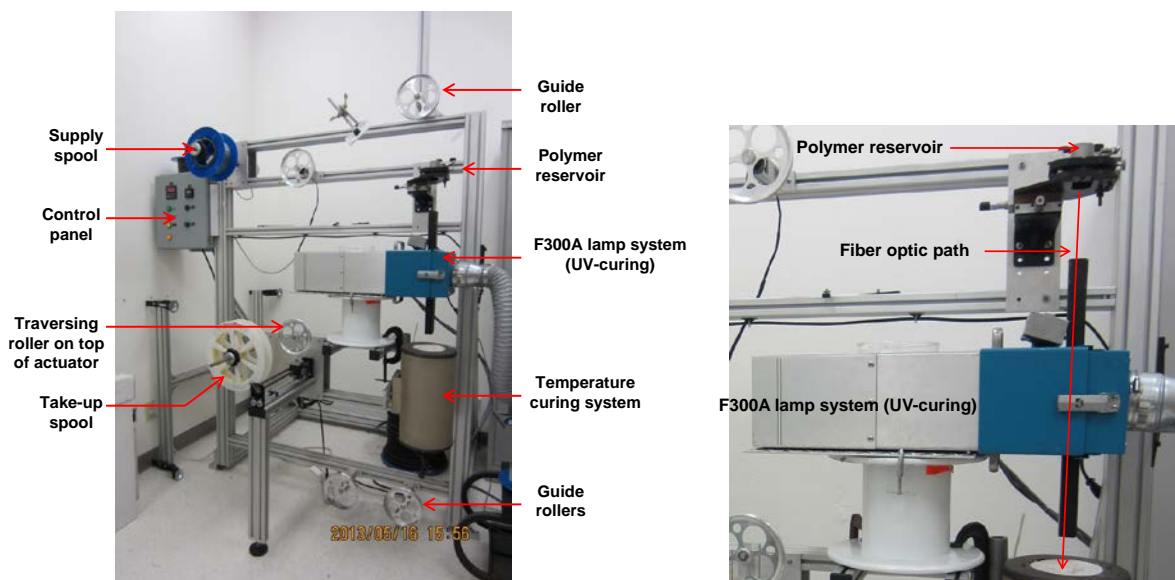 Guide
roller
Supply
spool
Polymer
reservoir
Control
panel
F300A lamp system
(UV-curing)
Traversing
roller on top
of actuator
Take-up
spool
Temperature
curing system
Guide
rollers
2013/05/16 15:56
Polymer reservoir
Fiber optic path
F300A lamp system (UV-curing)